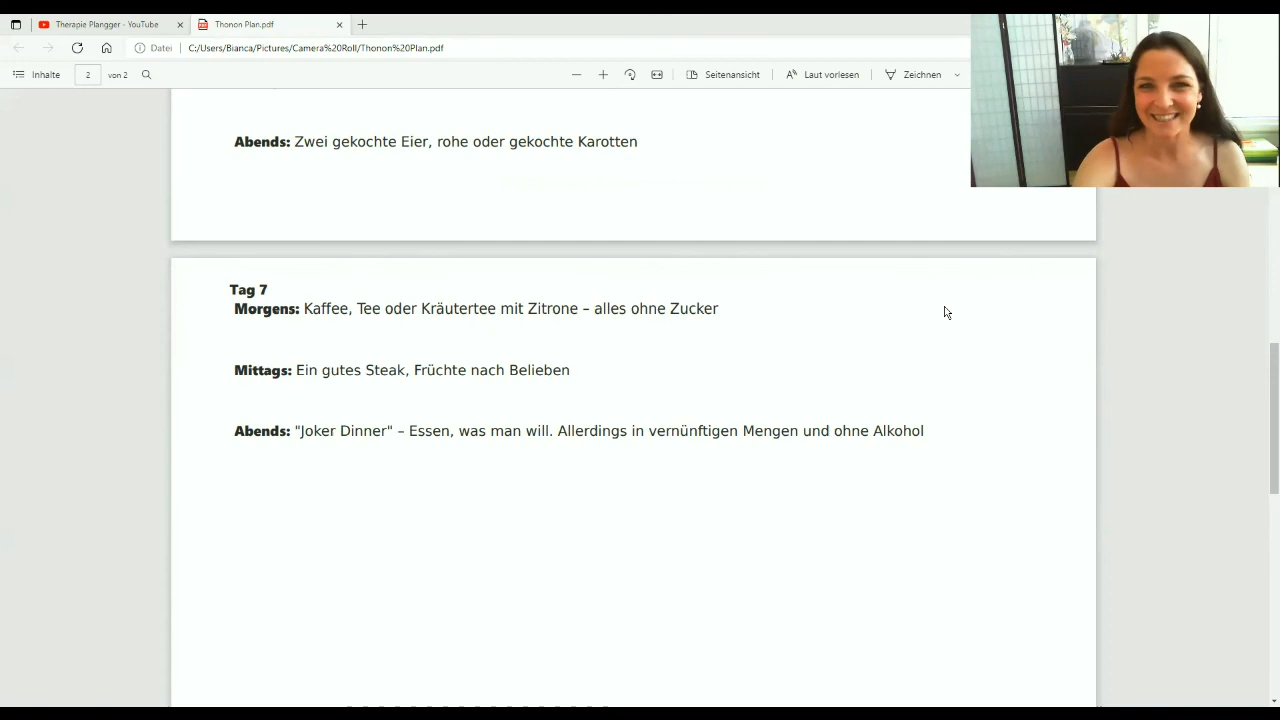 Therapie Plangger - YouTube
Thonon Plan.pdf
Datei C:/Users/Bianca/Pictures/Camera%20Roll/Thonon%20Plan.pdf
Inhalte 2 von 2 Seitenansicht Laut vorlesen Zeichnen
Abends: Zwei gekochte Eier, rohe oder gekochte Karotten
Tag 7
Morgens: Kaffee, Tee oder Kräutertee mit Zitrone – alles ohne Zucker
Mittags: Ein gutes Steak, Früchte nach Belieben
Abends: "Joker Dinner" – Essen, was man will. Allerdings in vernünftigen Mengen und ohne Alkohol